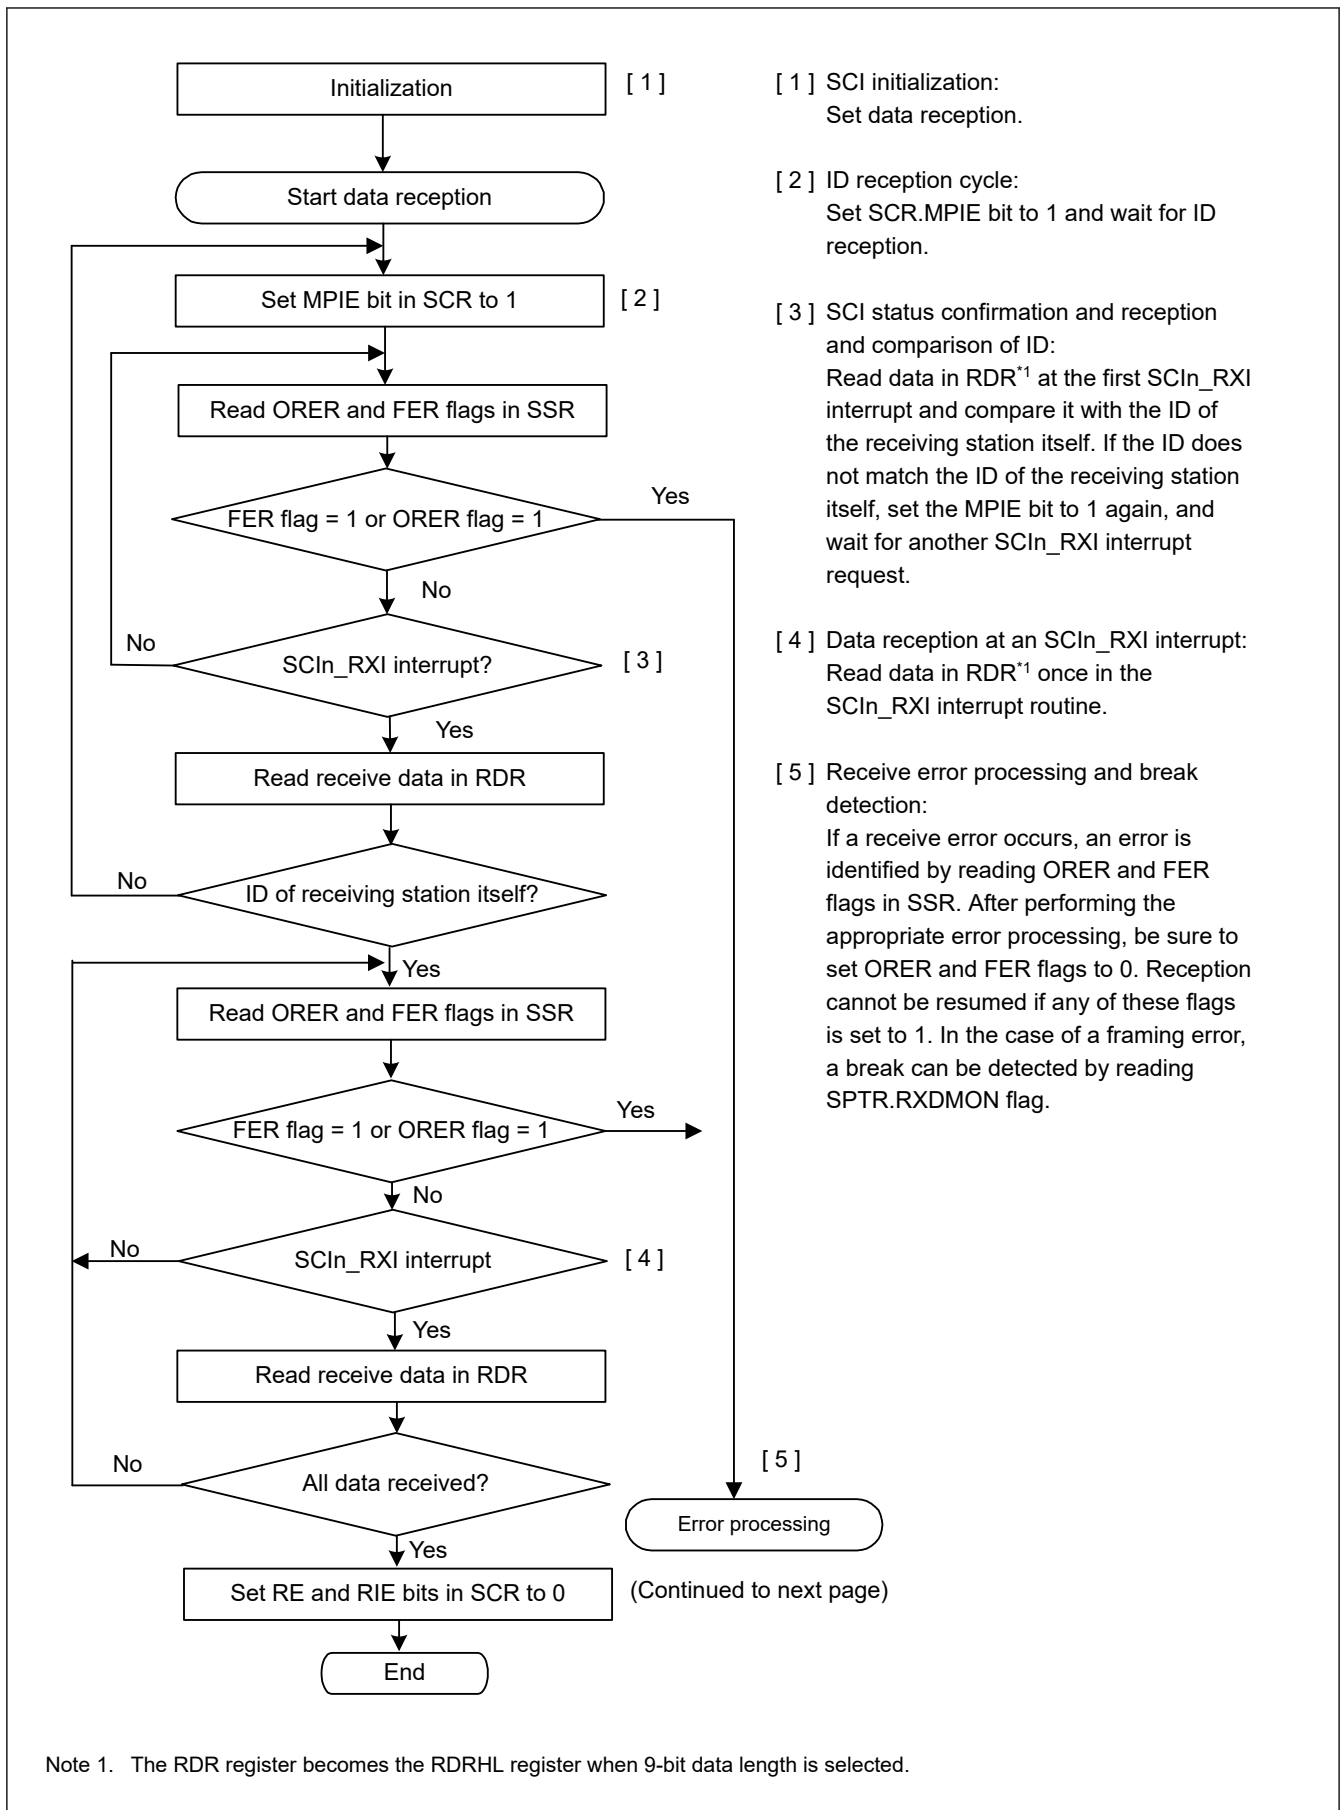 Initialization
[ 1 ]
Start data reception
Set MPIE bit in SCR to 1
[ 2 ]
Read ORER and FER flags in SSR
FER flag = 1 or ORER flag = 1
Yes
No
SCIn_RXI interrupt?
[ 3 ]
No
Yes
Read receive data in RDR
ID of receiving station itself?
No
Yes
Read ORER and FER flags in SSR
FER flag = 1 or ORER flag = 1
Yes
No
SCIn_RXI interrupt
[ 4 ]
No
Yes
Read receive data in RDR
All data received?
No
Yes
[ 5 ]
Error processing
Set RE and RIE bits in SCR to 0
(Continued to next page)
End
[ 1 ] SCI initialization:
Set data reception.
[ 2 ] ID reception cycle:
Set SCR.MPIE bit to 1 and wait for ID
reception.
[ 3 ] SCI status confirmation and reception
and comparison of ID:
Read data in RDR*1 at the first SCIn_RXI
interrupt and compare it with the ID of
the receiving station itself. If the ID does
not match the ID of the receiving station
itself, set the MPIE bit to 1 again, and
wait for another SCIn_RXI interrupt
request.
[ 4 ] Data reception at an SCIn_RXI interrupt:
Read data in RDR*1 once in the
SCIn_RXI interrupt routine.
[ 5 ] Receive error processing and break
detection:
If a receive error occurs, an error is
identified by reading ORER and FER
flags in SSR. After performing the
appropriate error processing, be sure to
set ORER and FER flags to 0. Reception
cannot be resumed if any of these flags
is set to 1. In the case of a framing error,
a break can be detected by reading
SPTR.RXDMON flag.
Note 1. The RDR register becomes the RDRHL register when 9-bit data length is selected.